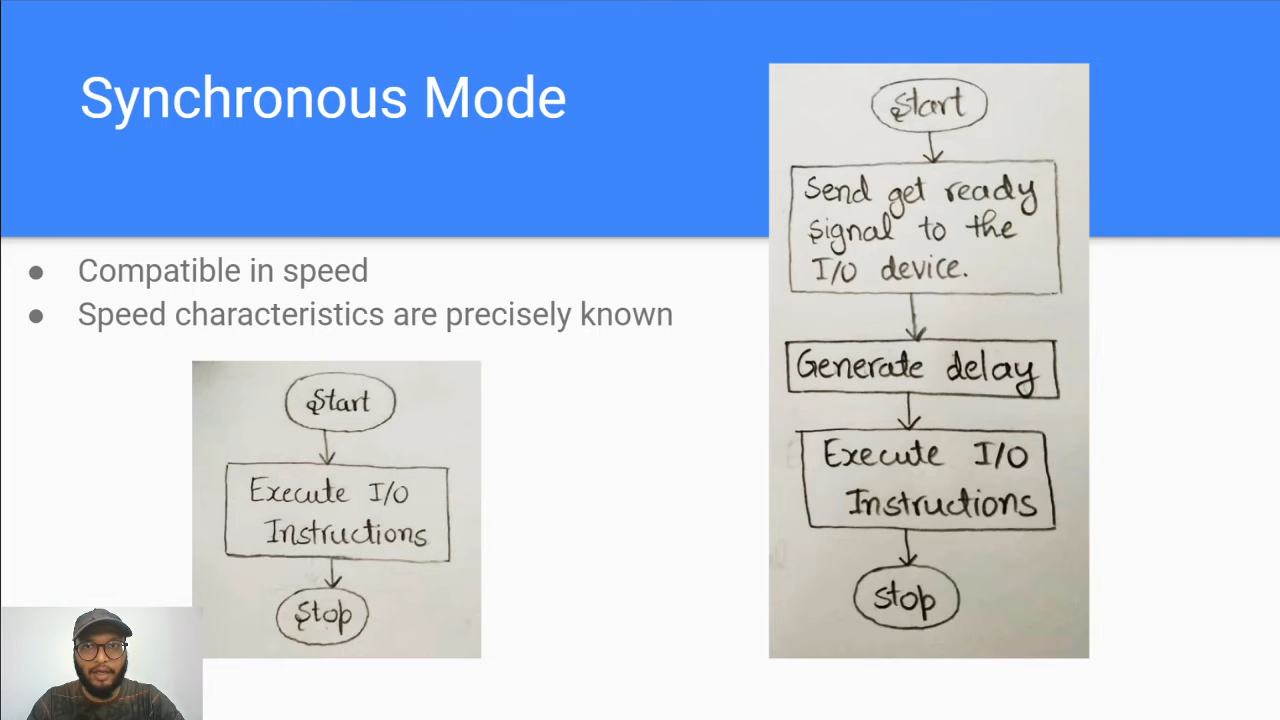 Synchronous Mode
● Compatible in speed
● Speed characteristics are precisely known
Start
Execute I/O
Instructions
Stop
Start
Send get ready
signal to the
I/O device.
Generate delay
Execute I/O
Instructions
Stop